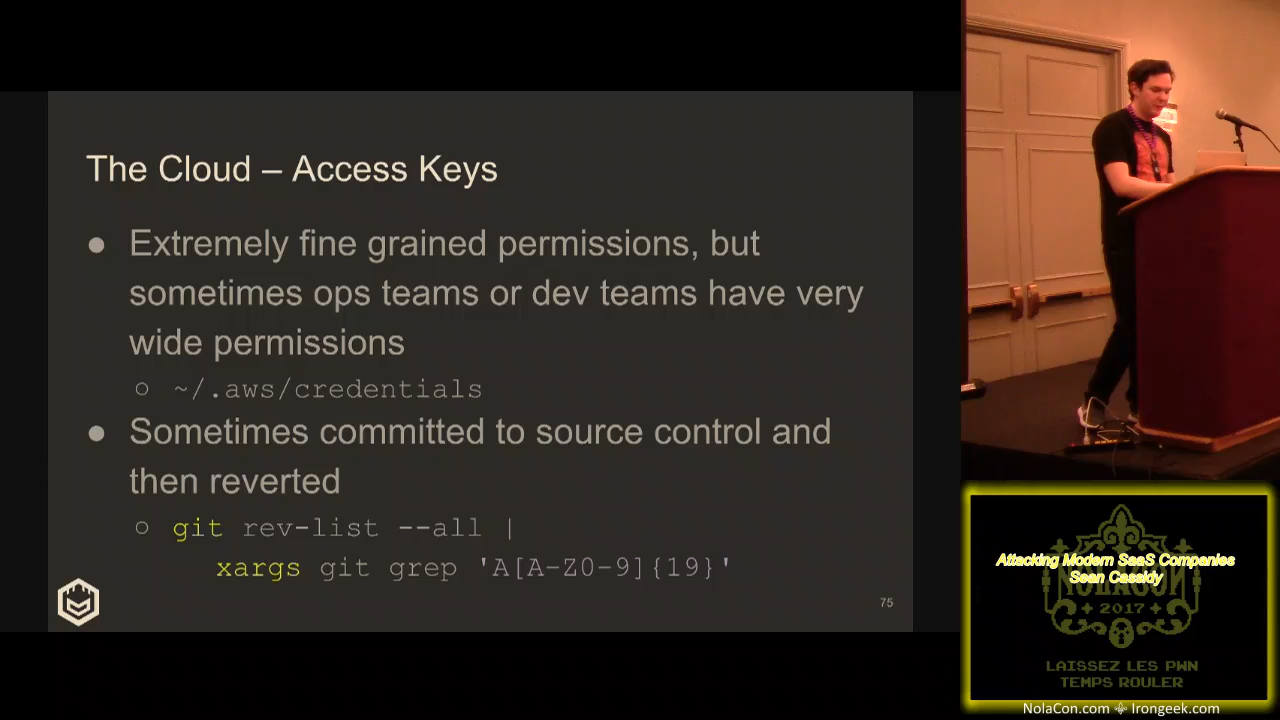 The Cloud – Access Keys
● Extremely fine grained permissions, but
sometimes ops teams or dev teams have very
wide permissions
○ ~/.aws/credentials
● Sometimes committed to source control and
then reverted
○ git rev-list --all |
xargs git grep 'A[A-Z0-9]{19}'
75
Attacking Modern SaaS Companies
Sean Cassidy
NOLACON
2017
LAISSEZ LES PWN
TEMPS ROULER
NolaCon.com ⚜ Irongeek.com